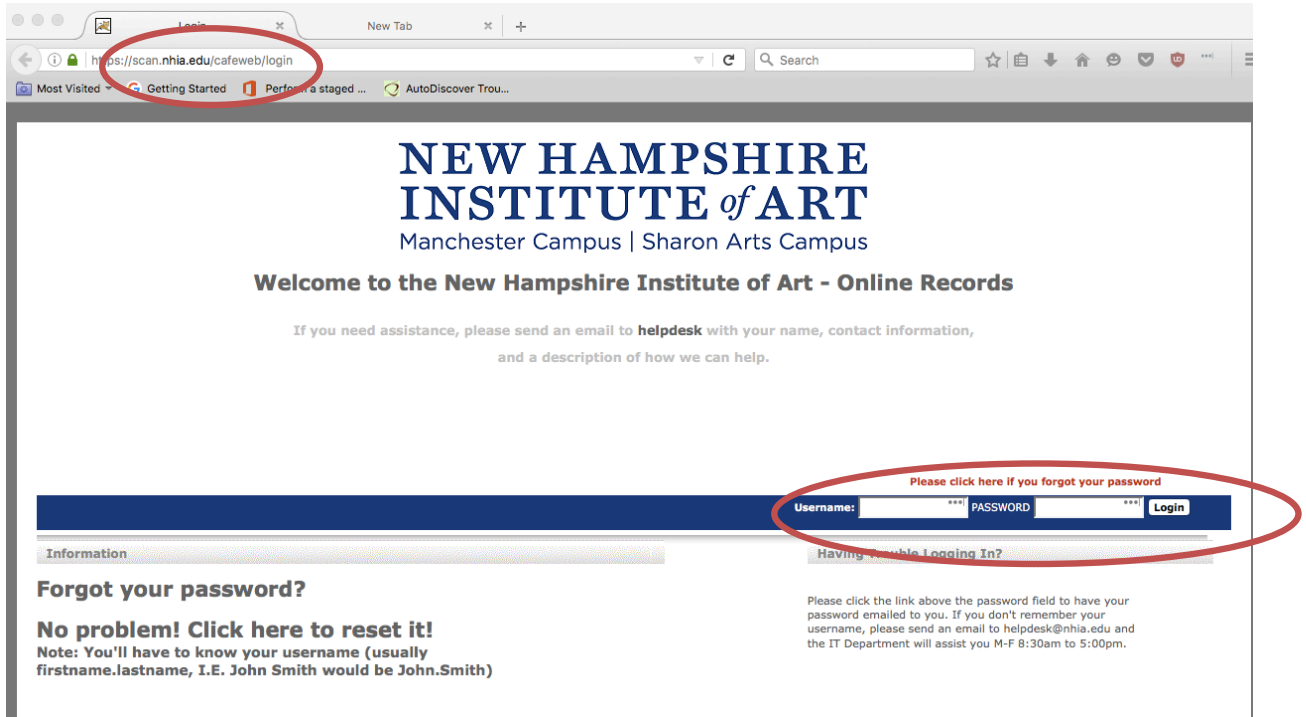 Login
New Tab
https://scan.nhia.edu/cafeweb/login
Search
Most Visited
Getting Started
Perform a staged ...
AutoDiscover Trou...
NEW HAMPSHIRE
INSTITUTE of ART
Manchester Campus | Sharon Arts Campus
Welcome to the New Hampshire Institute of Art - Online Records
If you need assistance, please send an email to helpdesk with your name, contact information,
and a description of how we can help.
Please click here if you forgot your password
Username: PASSWORD Login
Information
Forgot your password?
No problem! Click here to reset it!
Note: You'll have to know your username (usually
firstname.lastname, I.E. John Smith would be John.Smith)
Having Trouble Logging In?
Please click the link above the password field to have your
password emailed to you. If you don't remember your
username, please send an email to helpdesk@nhia.edu and
the IT Department will assist you M-F 8:30am to 5:00pm.